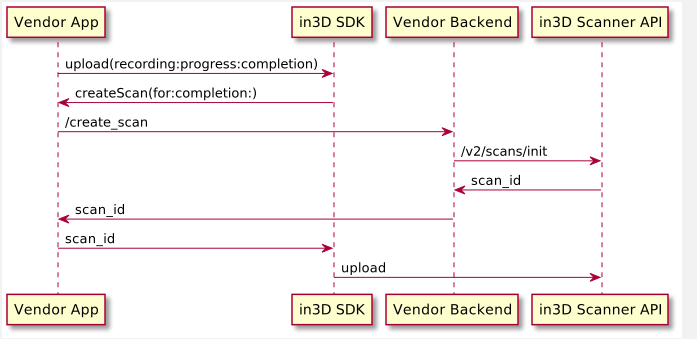 Vendor App in3D SDK Vendor Backend in3D Scanner API
upload(recording:progress:completion)
createScan(for:completion:)
/create_scan
/v2/scans/init
scan_id
scan_id
scan_id
upload
Vendor App in3D SDK Vendor Backend in3D Scanner API